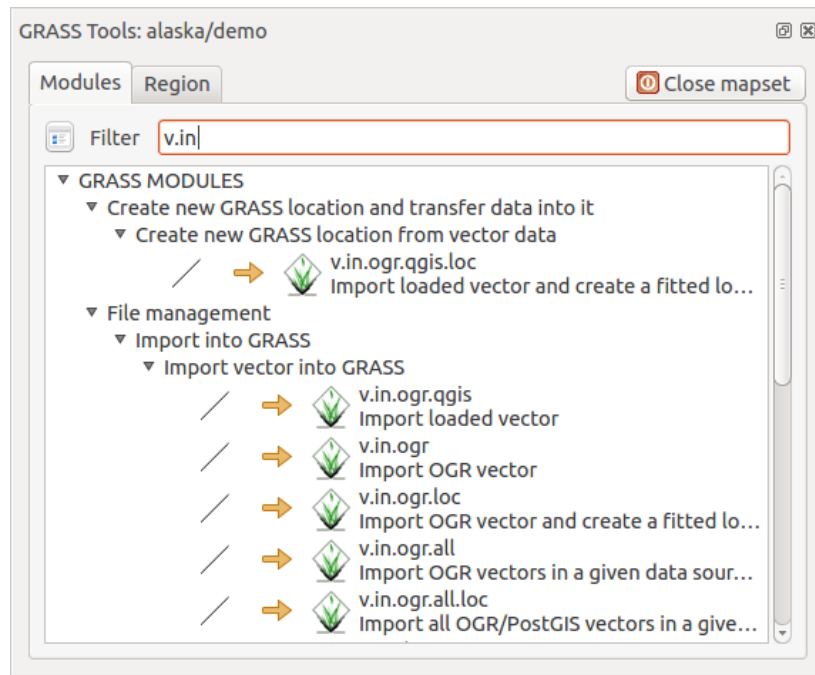 GRASS Tools: alaska/demo
Modules Region Close mapset
Filter v.in
GRASS MODULES
Create new GRASS location and transfer data into it
Create new GRASS location from vector data
v.in.ogr.qgis.loc
Import loaded vector and create a fitted lo...
File management
Import into GRASS
Import vector into GRASS
v.in.ogr.qgis
Import loaded vector
v.in.ogr
Import OGR vector
v.in.ogr.loc
Import OGR vector and create a fitted lo...
v.in.ogr.all
Import OGR vectors in a given data sour...
v.in.ogr.all.loc
Import all OGR/PostGIS vectors in a give...